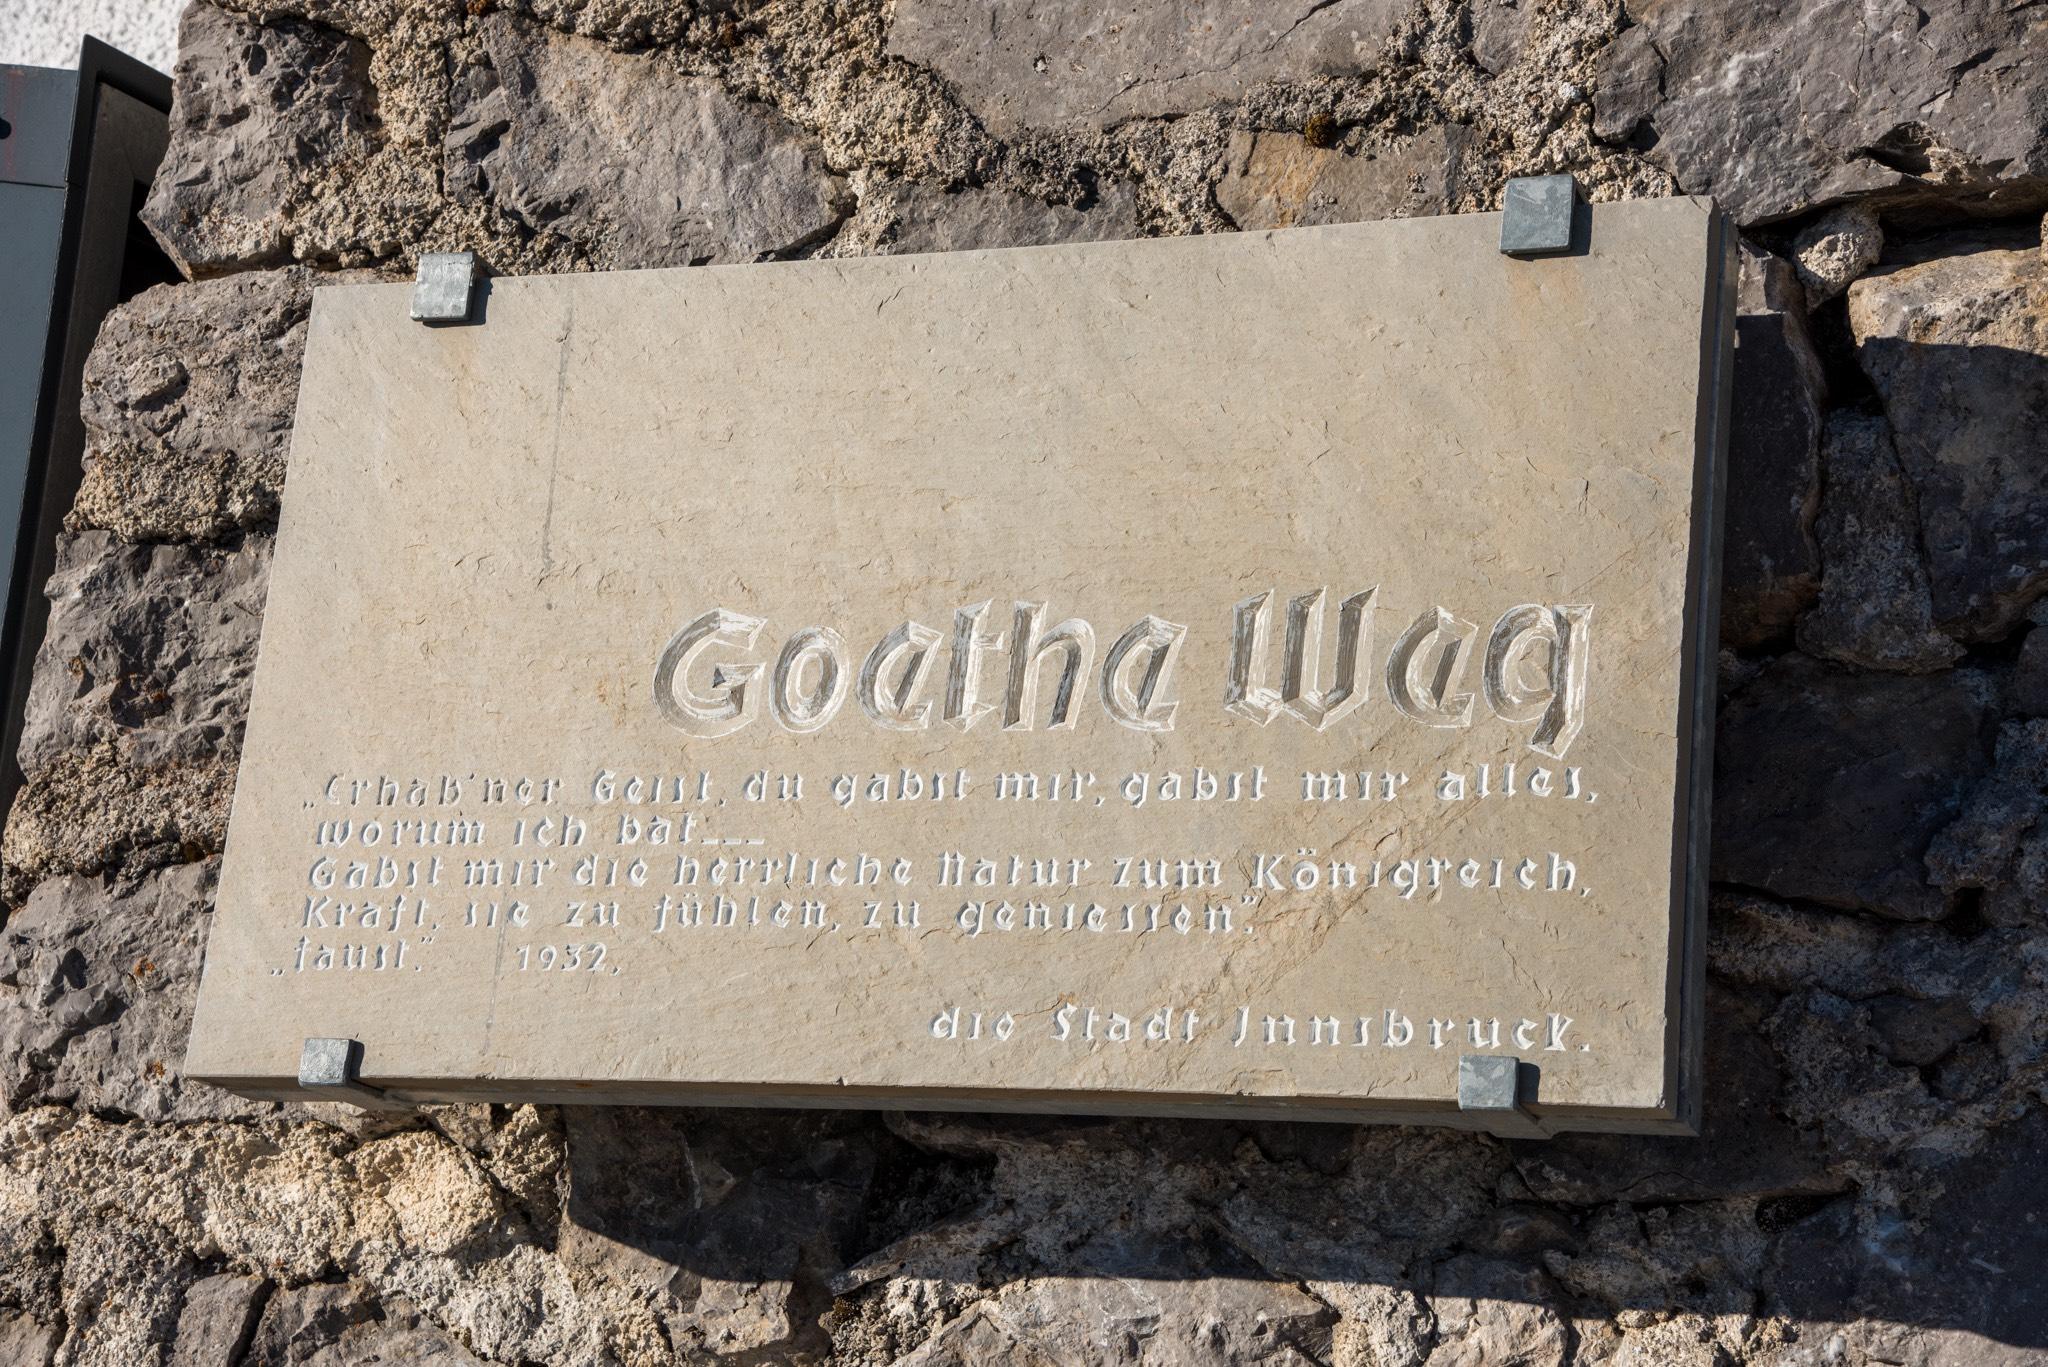 Goethe Weg
„Erhab'ner Geist, du gabst mir, gabst mir alles,
worum ich bat---
Gabst mir die herrliche Natur zum Königreich,
Kraft, sie zu fühlen, zu geniessen".
„faust." 1932,
die Stadt Innsbruck.